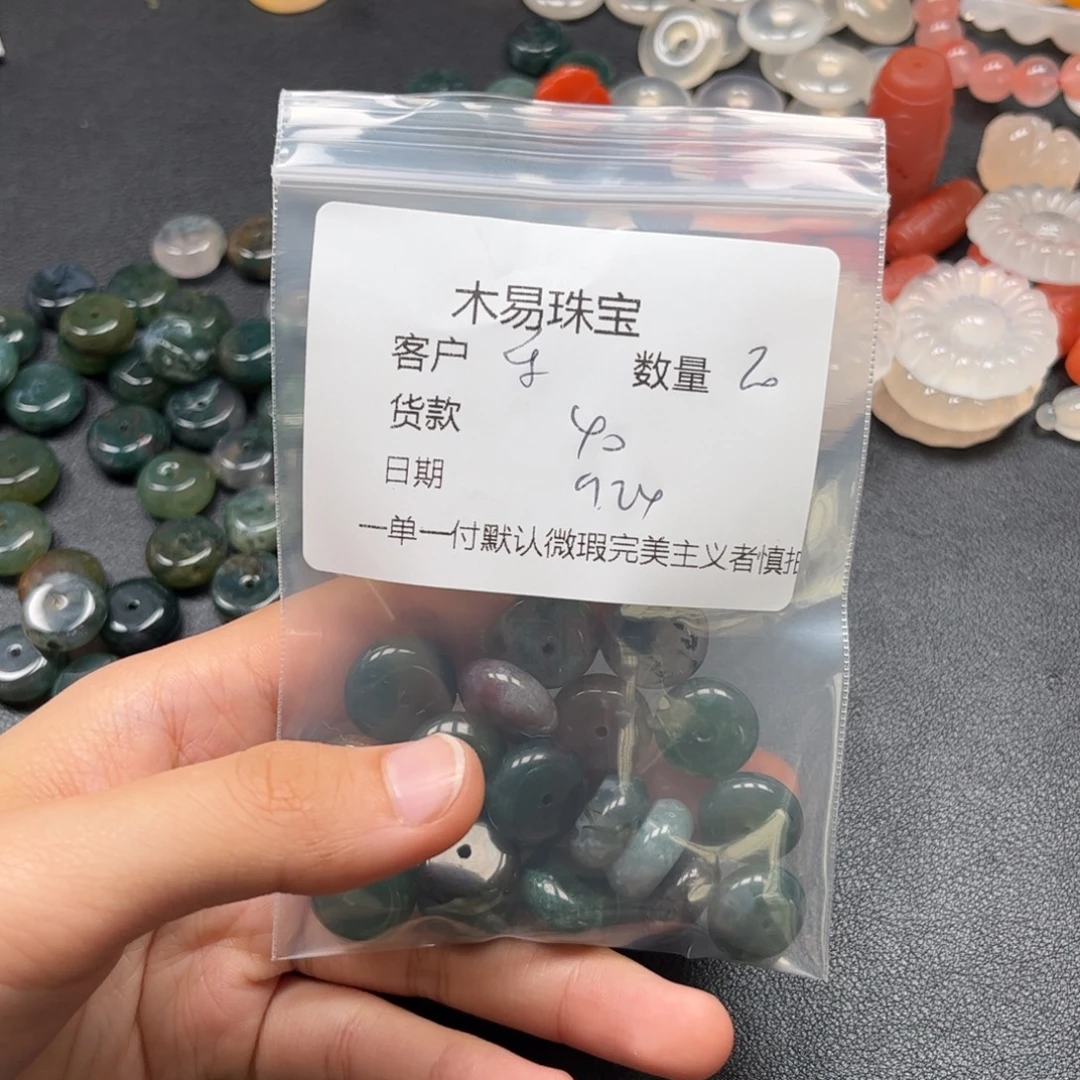 木易珠宝
客户 数量 20
货款 40
日期 9.24
一单一付默认微瑕完美主义者慎拍